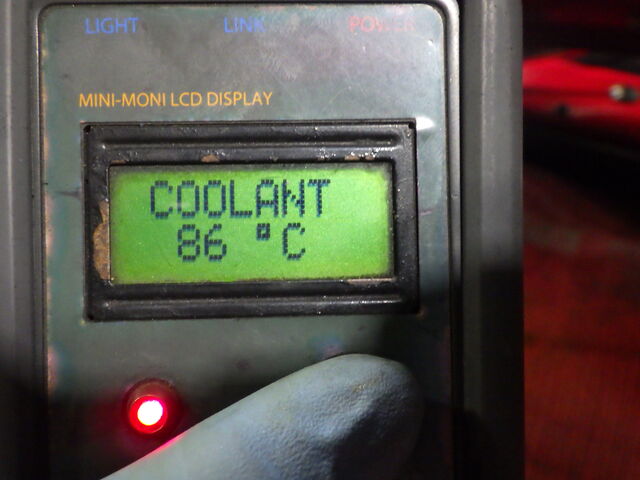 LIGHT LINK POWER
MINI-MONI LCD DISPLAY
COOLANT
86 °C